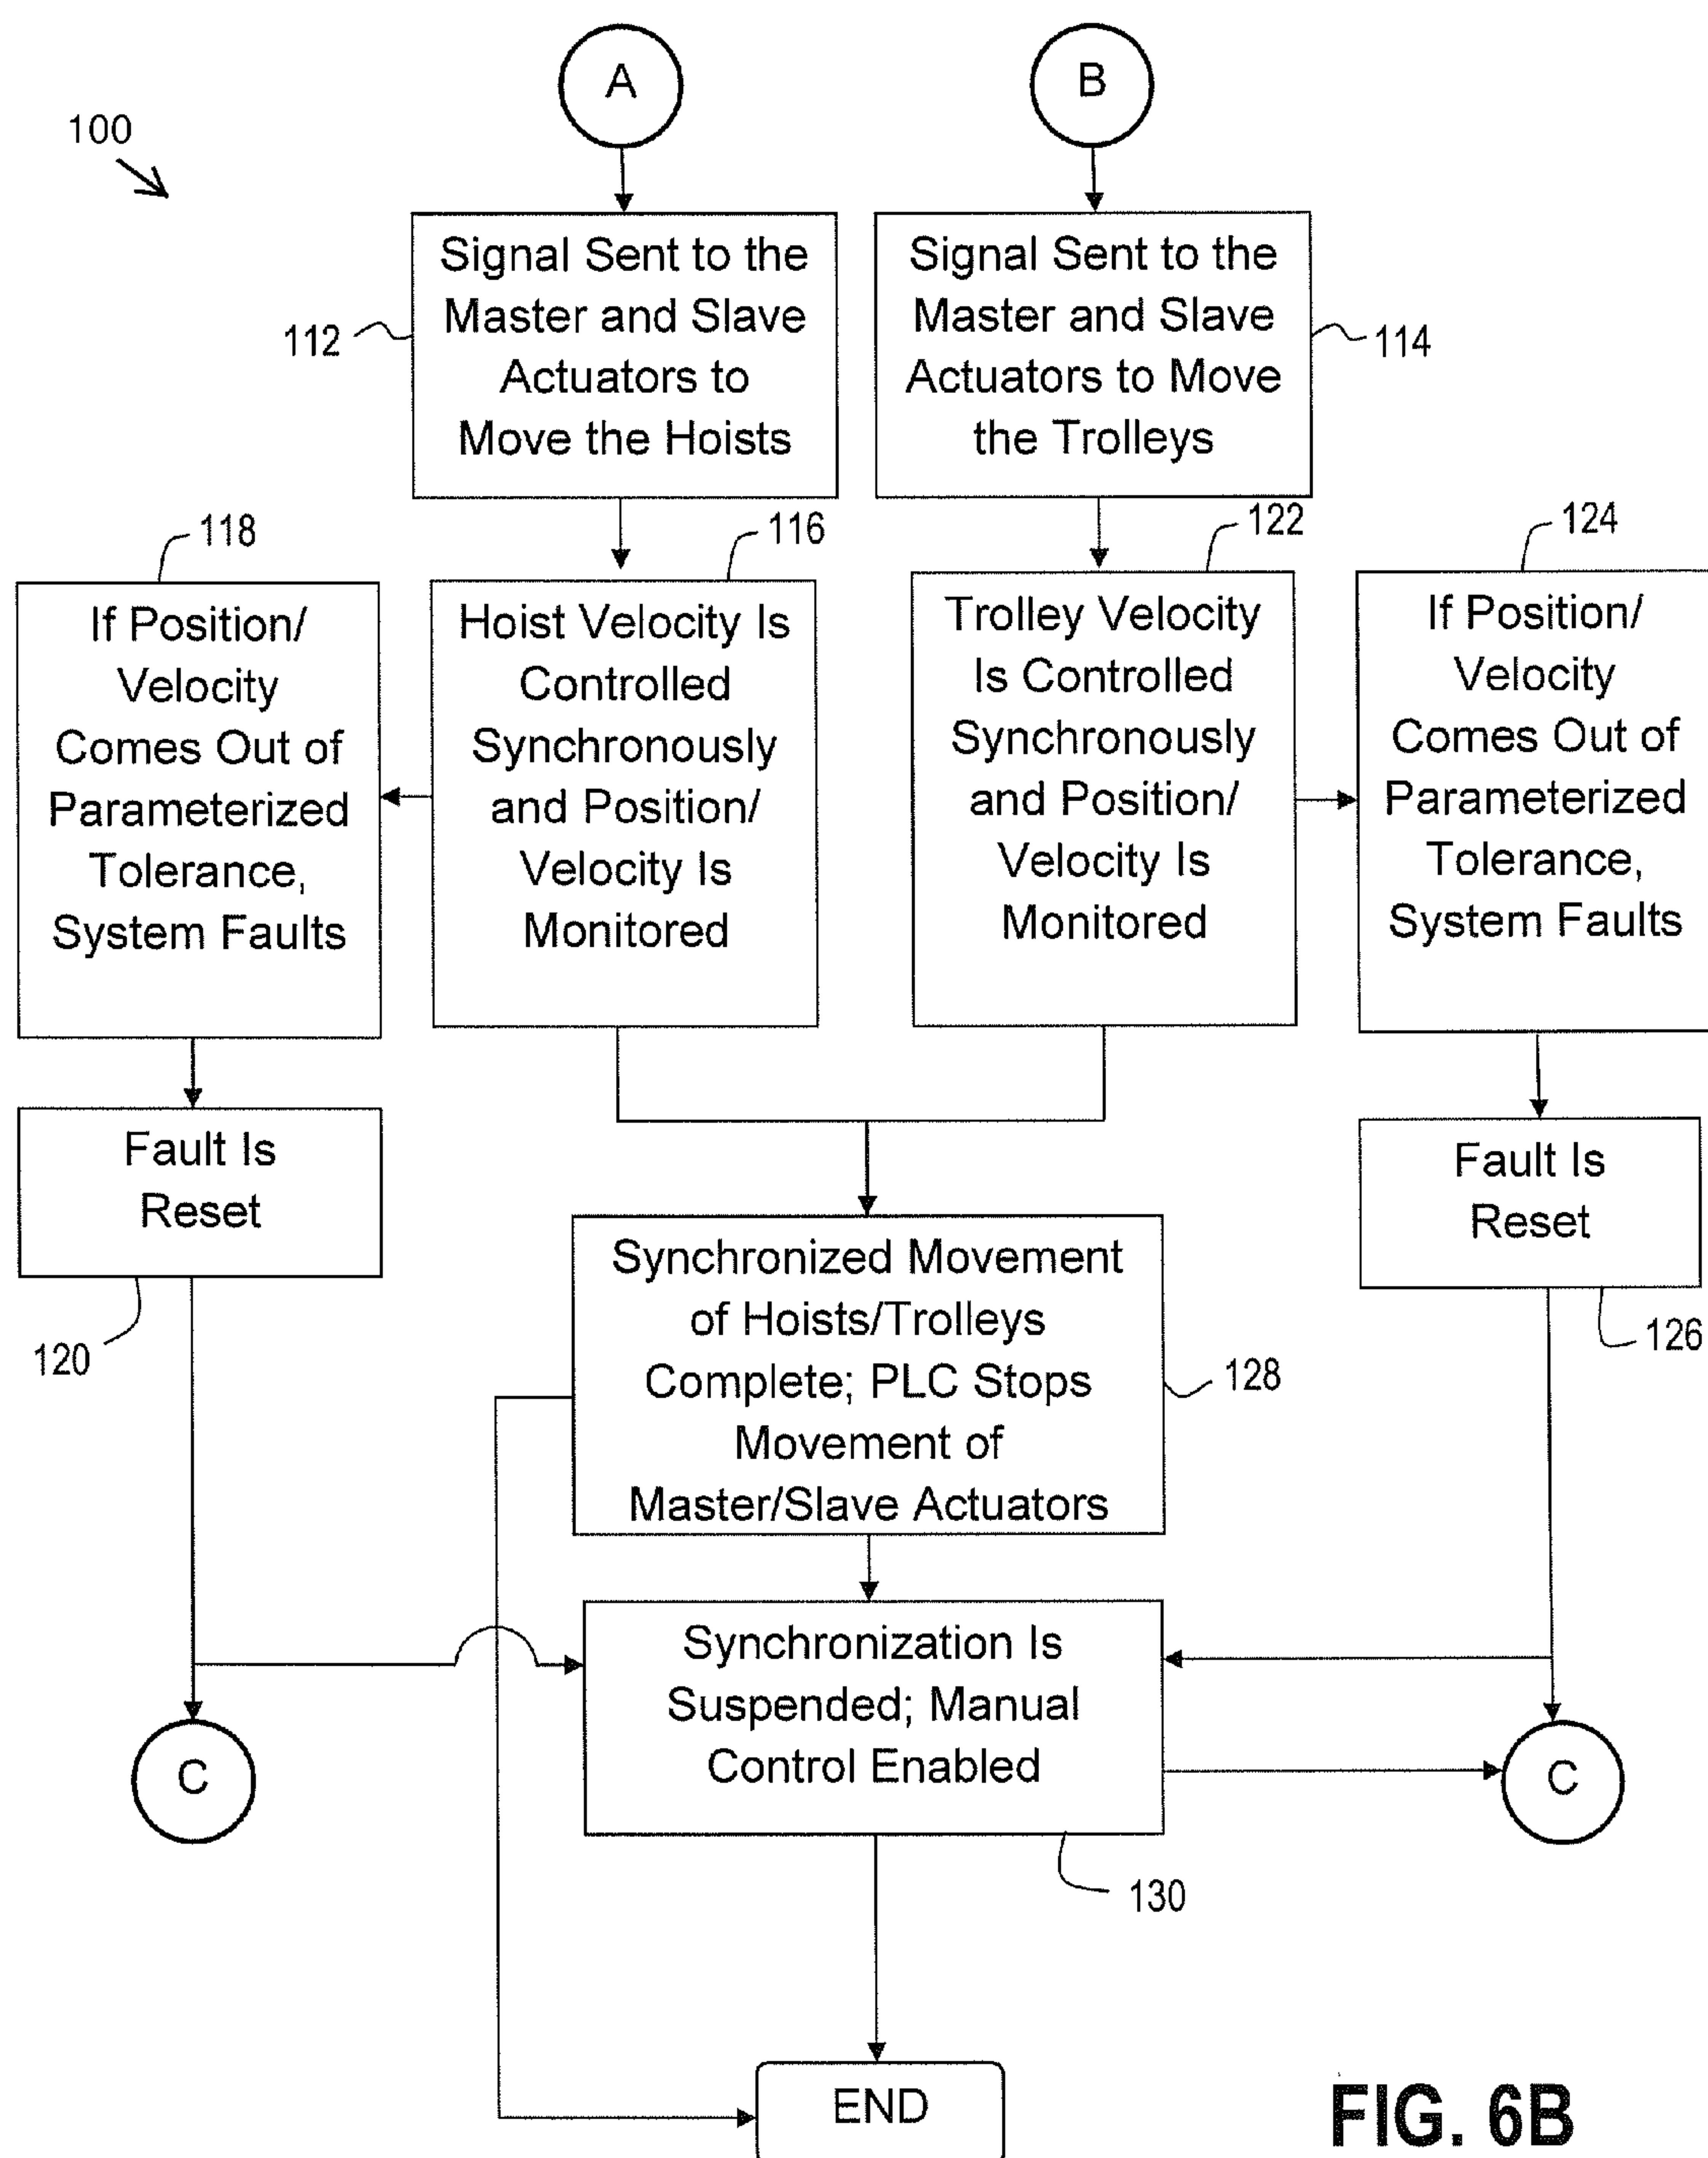 A
B
100
Signal Sent to the
Master and Slave
Actuators to
Move the Hoists
112
Signal Sent to the
Master and Slave
Actuators to Move
the Trolleys
114
118
If Position/
Velocity
Comes Out of
Parameterized
Tolerance,
System Faults
116
Hoist Velocity Is
Controlled
Synchronously
and Position/
Velocity Is
Monitored
122
Trolley Velocity
Is Controlled
Synchronously
and Position/
Velocity Is
Monitored
124
If Position/
Velocity
Comes Out of
Parameterized
Tolerance,
System Faults
Fault Is
Reset
120
Fault Is
Reset
126
Synchronized Movement
of Hoists/Trolleys
Complete; PLC Stops
Movement of
Master/Slave Actuators
128
Synchronization Is
Suspended; Manual
Control Enabled
130
C
C
END
FIG. 6B